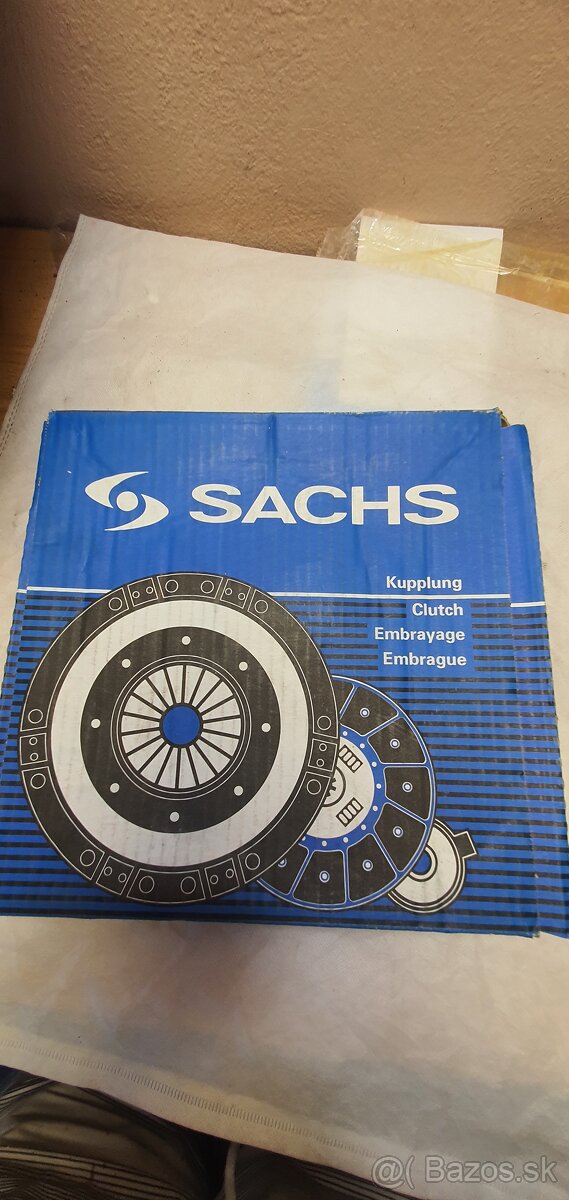 SACHS
Kupplung
Clutch
Embrayage
Embrague
@( Bazos.sk